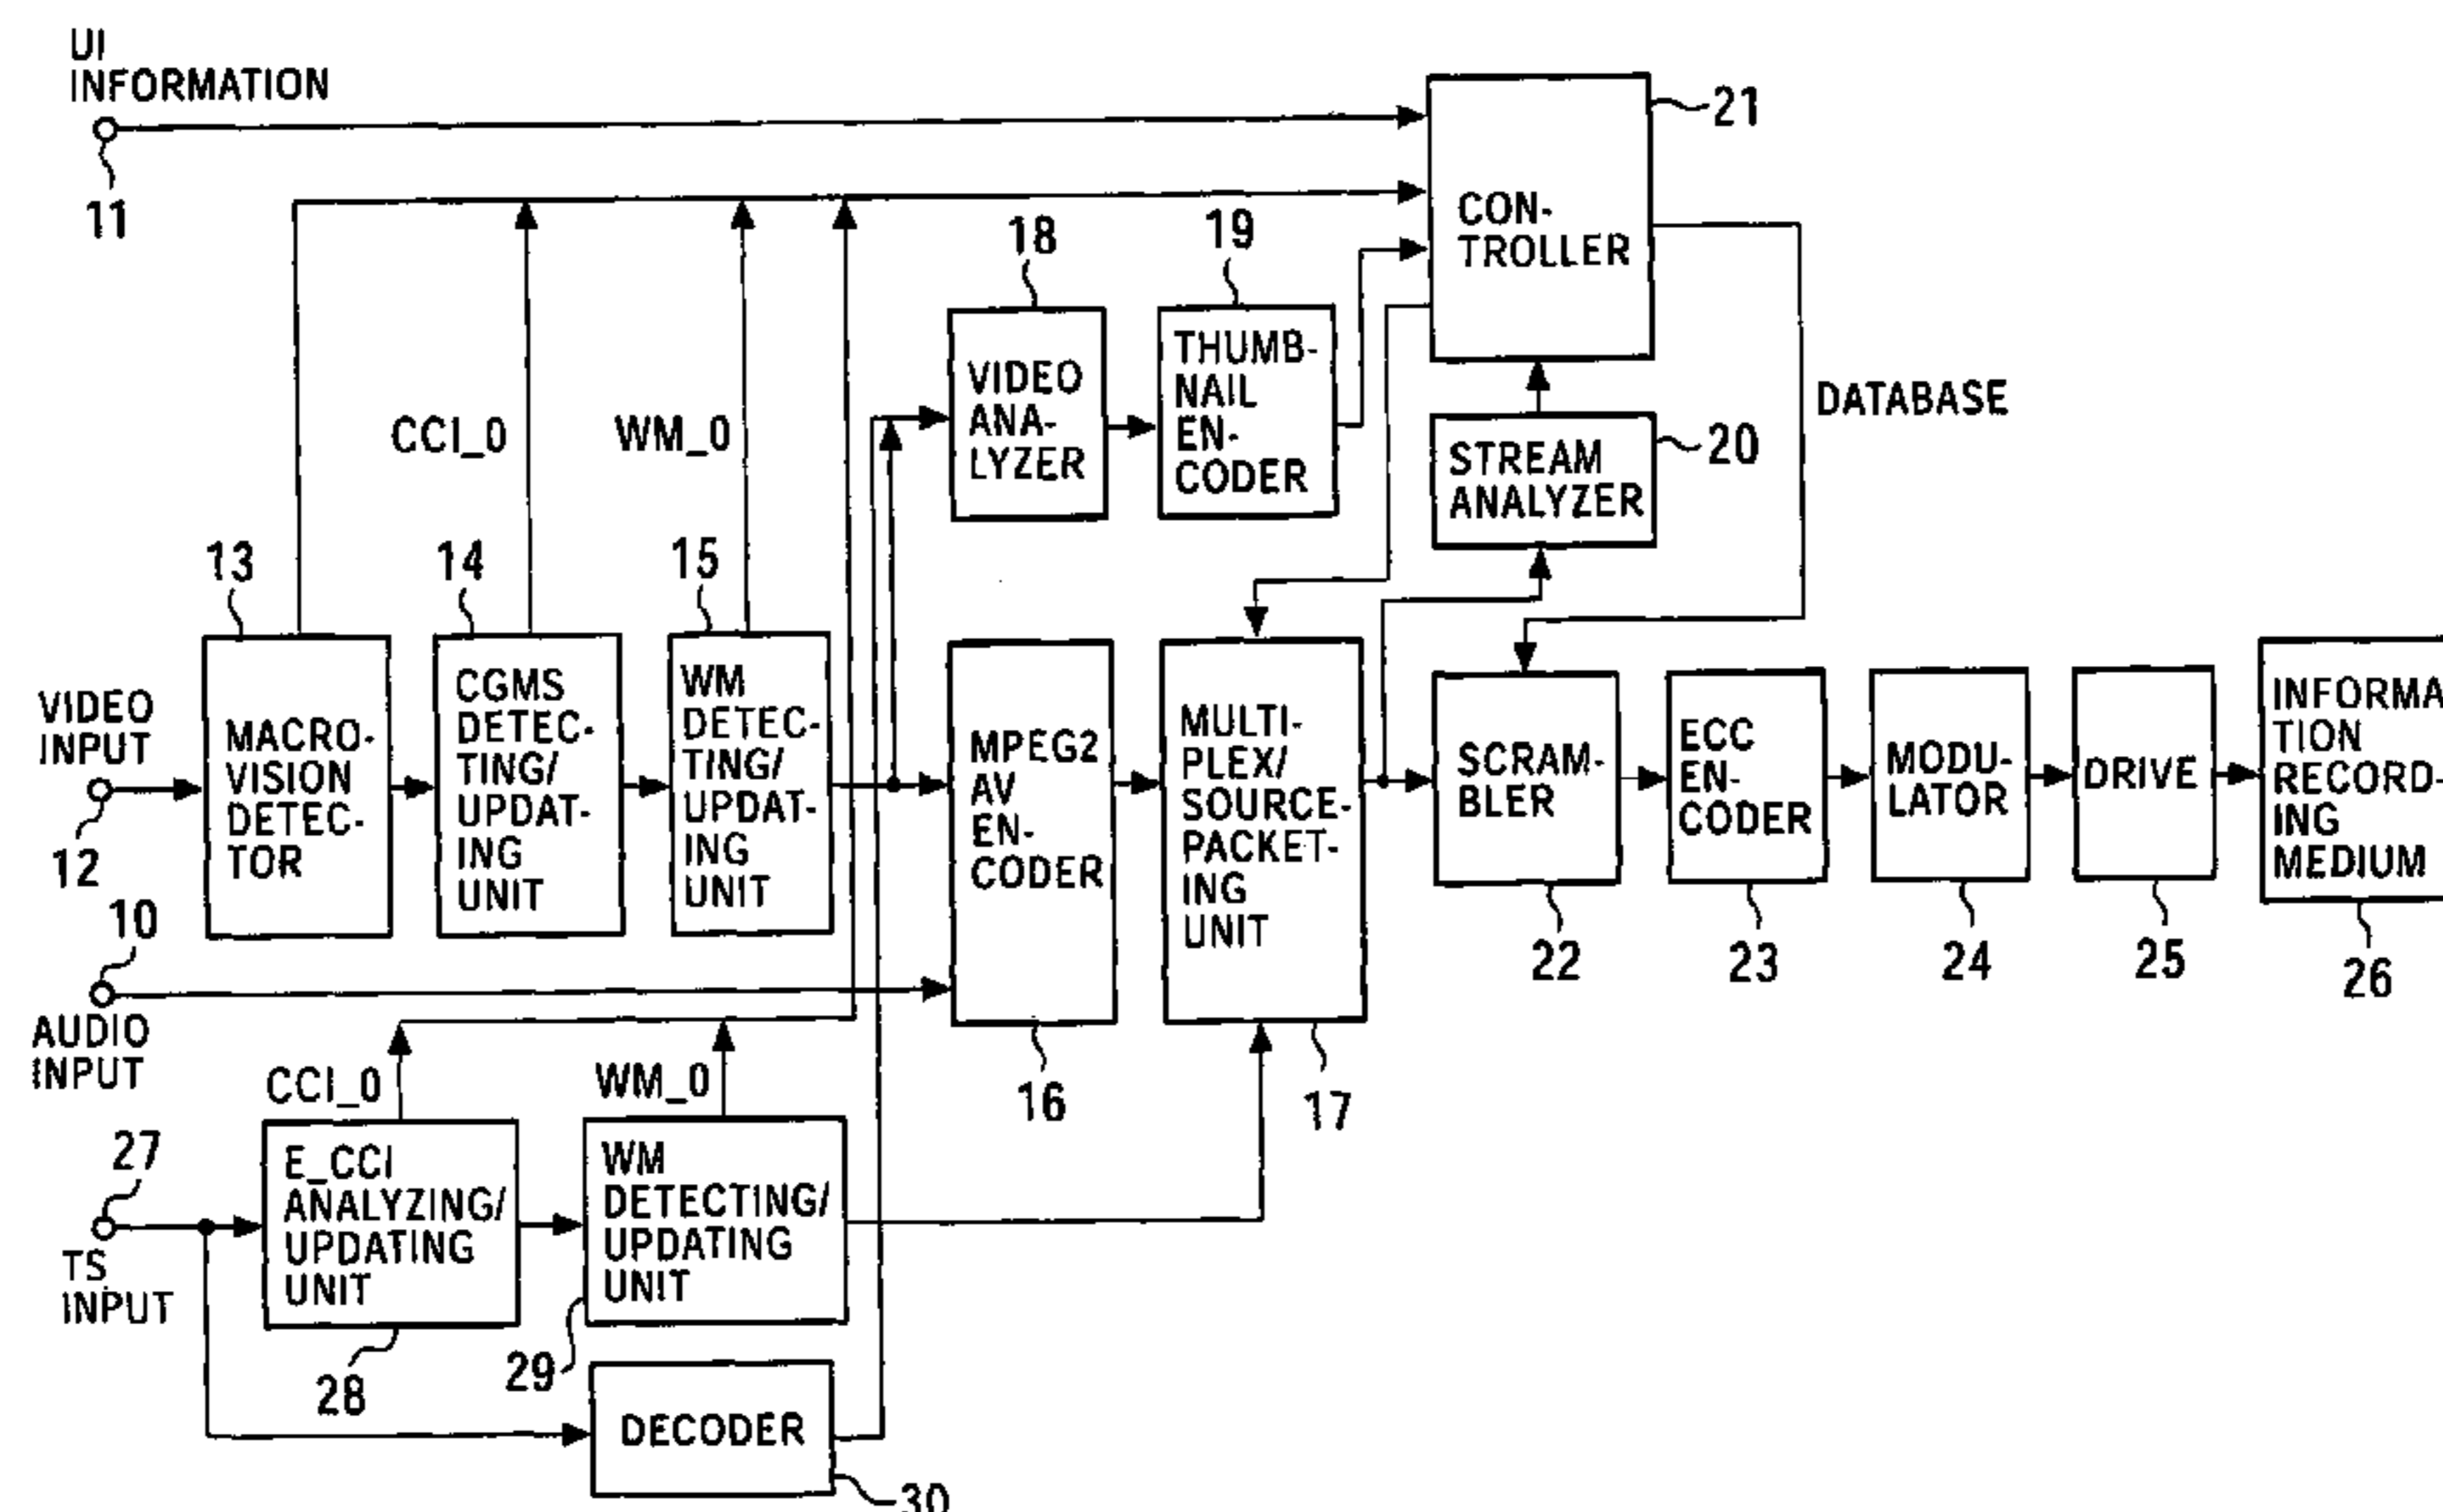 UI
INFORMATION
11
21
CON-
TROLLER
18
19
VIDEO
ANA-
LYZER
THUMB-
NAIL
EN-
CODER
DATABASE
CCI_0
WM_0
STREAM
ANALYZER
20
13
14
15
VIDEO
INPUT
12
MACRO-
VISION
DETEC-
TOR
CGMS
DETEC-
TING/
UPDAT-
ING
UNIT
WM
DETEC-
TING/
UPDAT-
ING
UNIT
MPEG2
AV
EN-
CODER
MULTI-
PLEX/
SOURCE-
PACKET-
ING
UNIT
SCRAM-
BLER
ECC
EN-
CODER
MODU-
LATOR
DRIVE
INFORMA
TION
RECORD-
ING
MEDIUM
10
AUDIO
INPUT
22
23
24
25
26
16
17
CCI_0
WM_0
27
TS
INPUT
E_CCI
ANALYZING/
UPDATING
UNIT
WM
DETECTING/
UPDATING
UNIT
28
29
DECODER
30